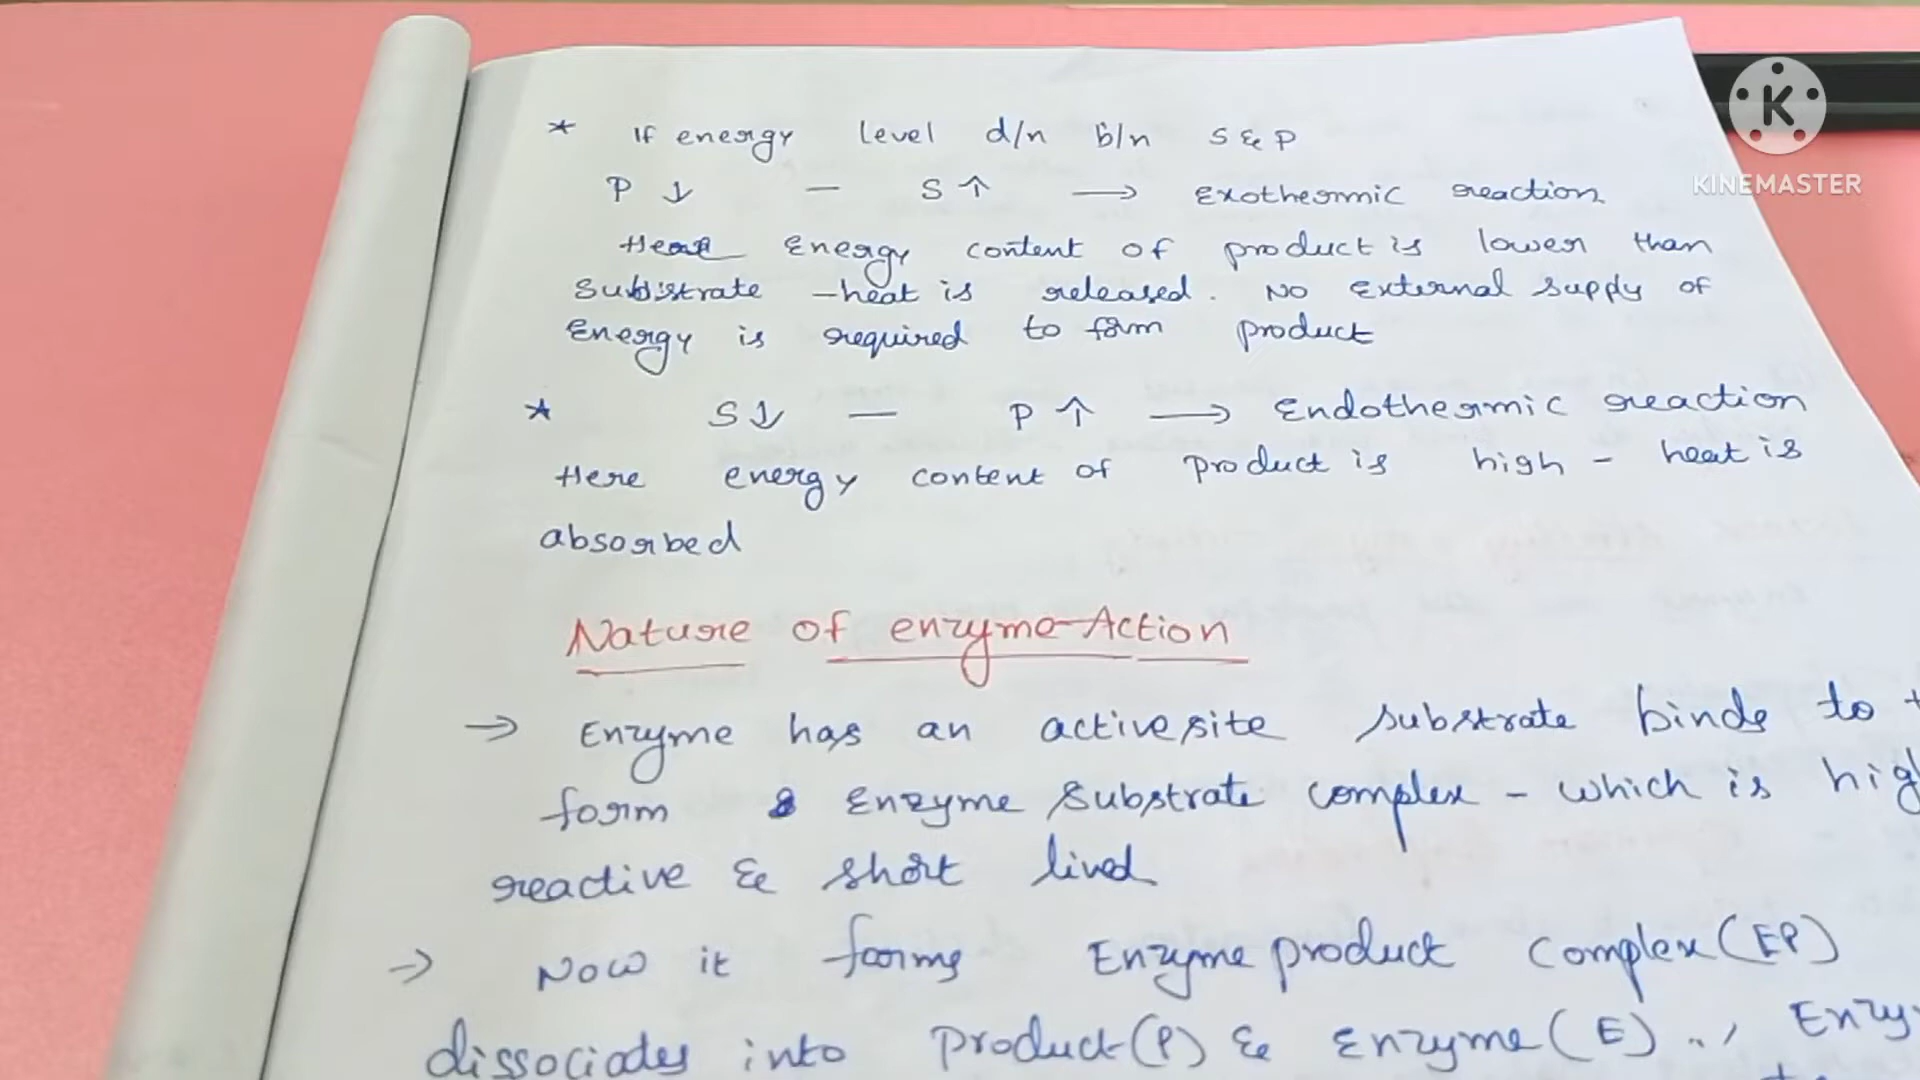 * If energy level d/n b/n S & P
P ↓ — S ↑ → Exothermic reaction
Here Energy content of product is lower than
Substrate - heat is released. No External supply of
Energy is required to form product
* S ↓ — P ↑ → Endothermic reaction
Here energy content of product is high - heat is
absorbed
Nature of enzyme Action
→ Enzyme has an active site substrate binds to
form Enzyme substrate complex - which is
reactive & short lived
→ Now it forms Enzyme product complex (EP)
dissociates into product (P) & Enzyme (E) .,
K
KINEMASTER